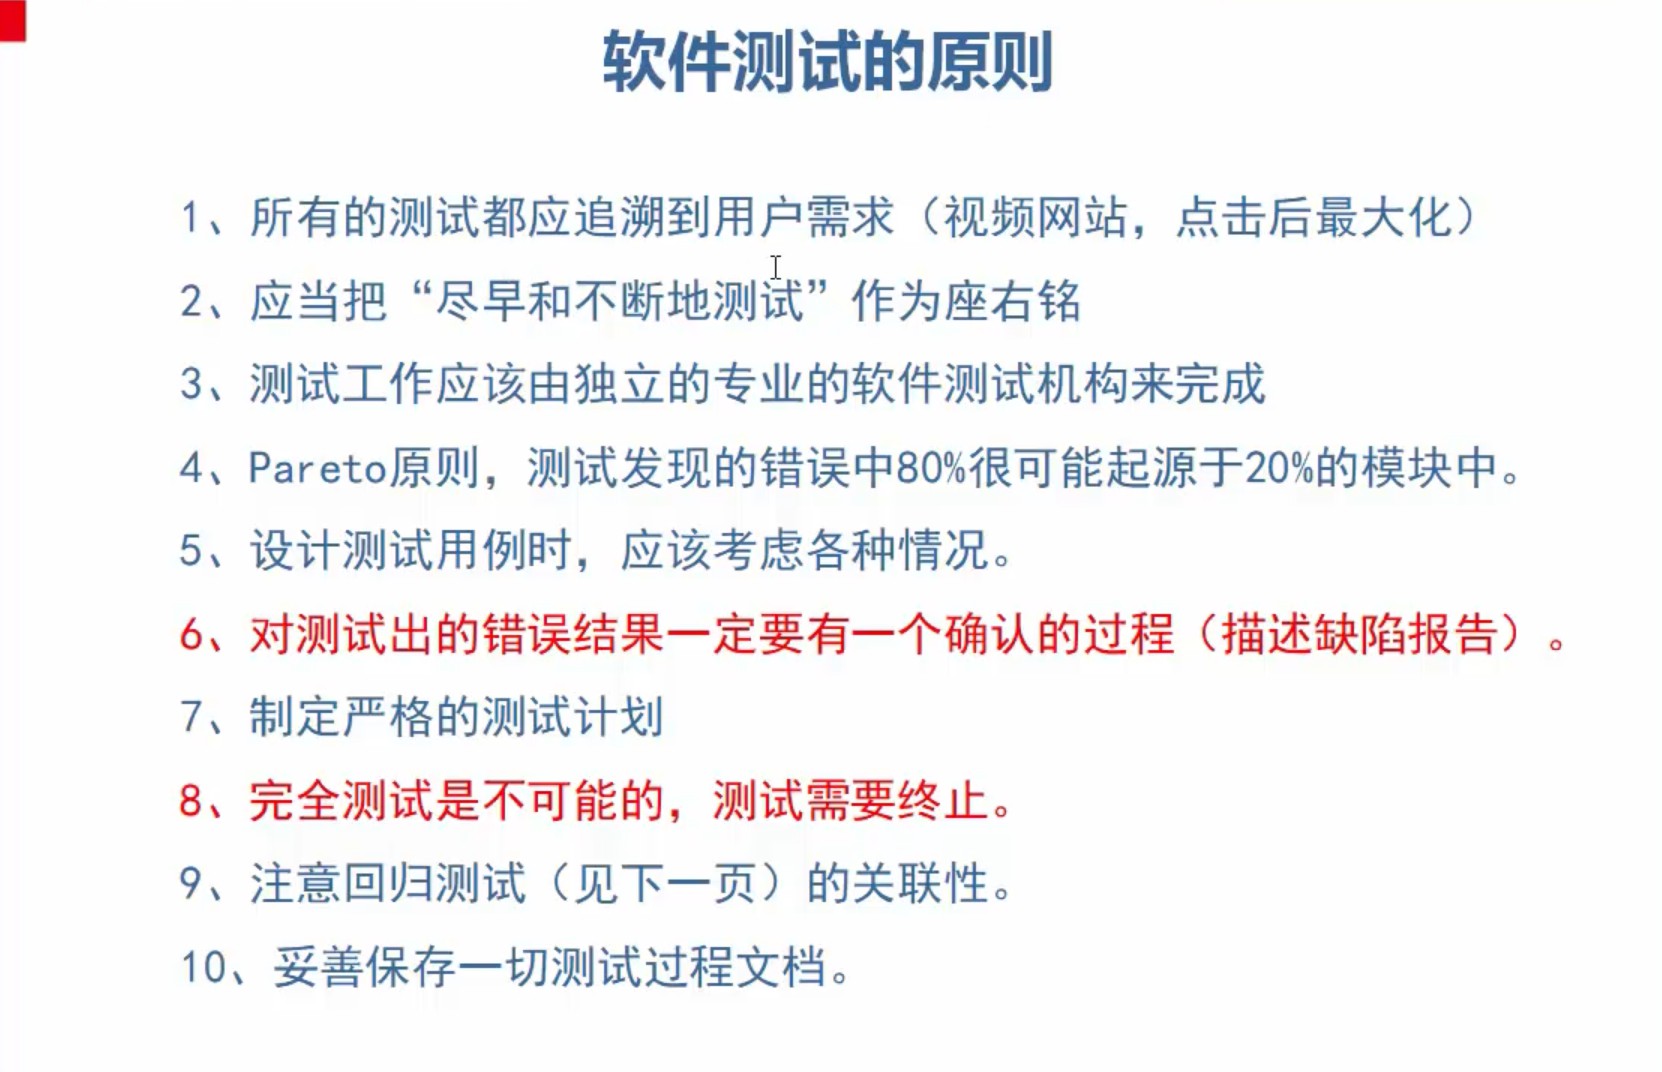 软件测试的原则
1、所有的测试都应追溯到用户需求（视频网站，点击后最大化）
2、应当把“尽早和不断地测试”作为座右铭
3、测试工作应该由独立的专业的软件测试机构来完成
4、Pareto原则，测试发现的错误中80%很可能起源于20%的模块中。
5、设计测试用例时，应该考虑各种情况。
6、对测试出的错误结果一定要有一个确认的过程（描述缺陷报告）。
7、制定严格的测试计划
8、完全测试是不可能的，测试需要终止。
9、注意回归测试（见下一页）的关联性。
10、妥善保存一切测试过程文档。